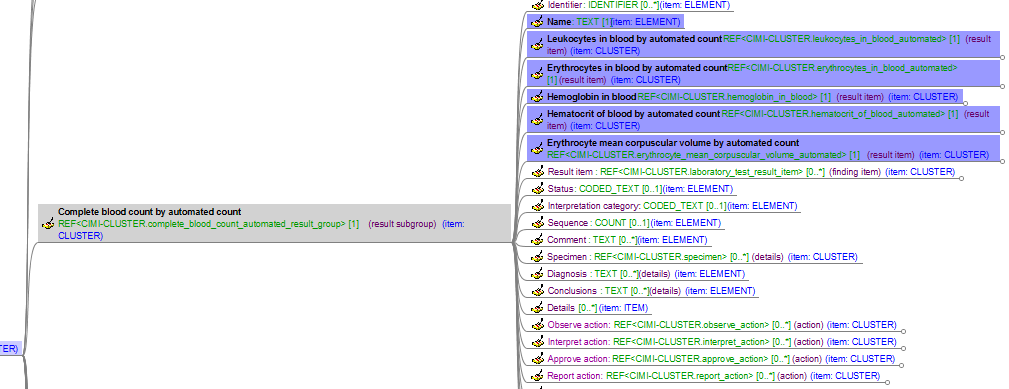 Identifier: IDENTIFIER [0..*](item: ELEMENT)
Name: TEXT [1](item: ELEMENT)
Leukocytes in blood by automated countREF<CIMI-CLUSTER.leukocytes_in_blood_automated> [1] (result
item) (item: CLUSTER)
Erythrocytes in blood by automated countREF<CIMI-CLUSTER.erythrocytes_in_blood_automated>
[1](result item) (item: CLUSTER)
Hemoglobin in bloodREF<CIMI-CLUSTER.hemoglobin_in_blood> [1] (result item) (item: CLUSTER)
Hematocrit of blood by automated countREF<CIMI-CLUSTER.hematocrit_of_blood_automated> [1] (result
item) (item: CLUSTER)
Erythrocyte mean corpuscular volume by automated count
REF<CIMI-CLUSTER.erythrocyte_mean_corpuscular_volume_automated> [1] (result item) (item: CLUSTER)
Result item : REF<CIMI-CLUSTER.laboratory_test_result_item> [0..*] (finding item) (item: CLUSTER)
Status: CODED_TEXT [0..1](item: ELEMENT)
Interpretation category: CODED_TEXT [0..1](item: ELEMENT)
Complete blood count by automated count
REF<CIMI-CLUSTER.complete_blood_count_automated_result_group> [1] (result subgroup) (item:
CLUSTER)
Sequence : COUNT [0..1](item: ELEMENT)
Comment : TEXT [0..*](item: ELEMENT)
Specimen : REF<CIMI-CLUSTER.specimen> [0..*] (details) (item: CLUSTER)
Diagnosis : TEXT [0..*](details) (item: ELEMENT)
Conclusions : TEXT [0..*](details) (item: ELEMENT)
Details [0..*](item: ITEM)
Observe action: REF<CIMI-CLUSTER.observe_action> [0..*] (action) (item: CLUSTER)
Interpret action: REF<CIMI-CLUSTER.interpret_action> [0..*] (action) (item: CLUSTER)
TER)
Approve action: REF<CIMI-CLUSTER.approve_action> [0..*] (action) (item: CLUSTER)
Report action: REF<CIMI-CLUSTER.report_action> [0..*] (action) (item: CLUSTER)